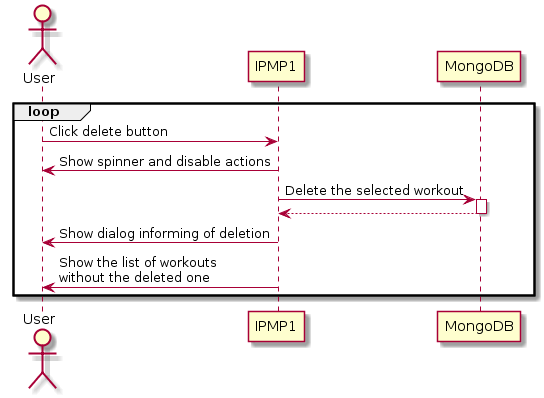 User
IPMP1
MongoDB
loop
Click delete button
Show spinner and disable actions
Delete the selected workout
Show dialog informing of deletion
Show the list of workouts
without the deleted one
User
IPMP1
MongoDB